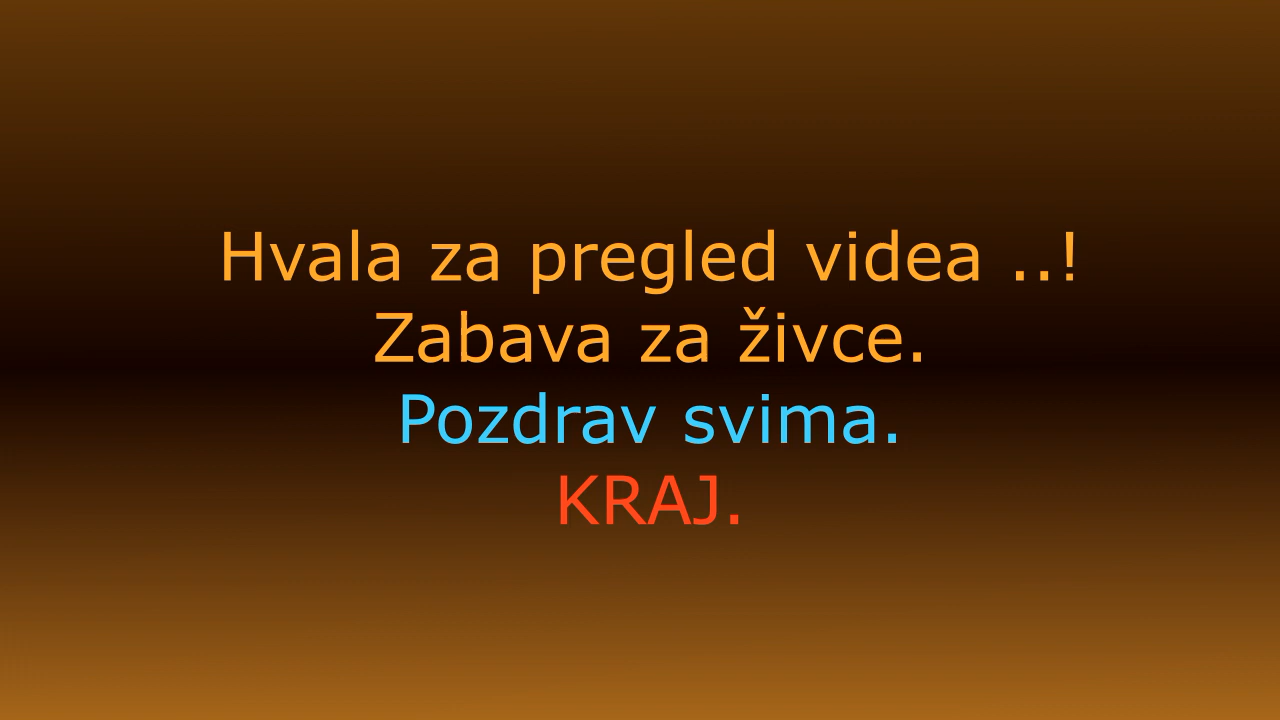 Hvala za pregled videa ..!
Zabava za živce.
Pozdrav svima.
KRAJ.